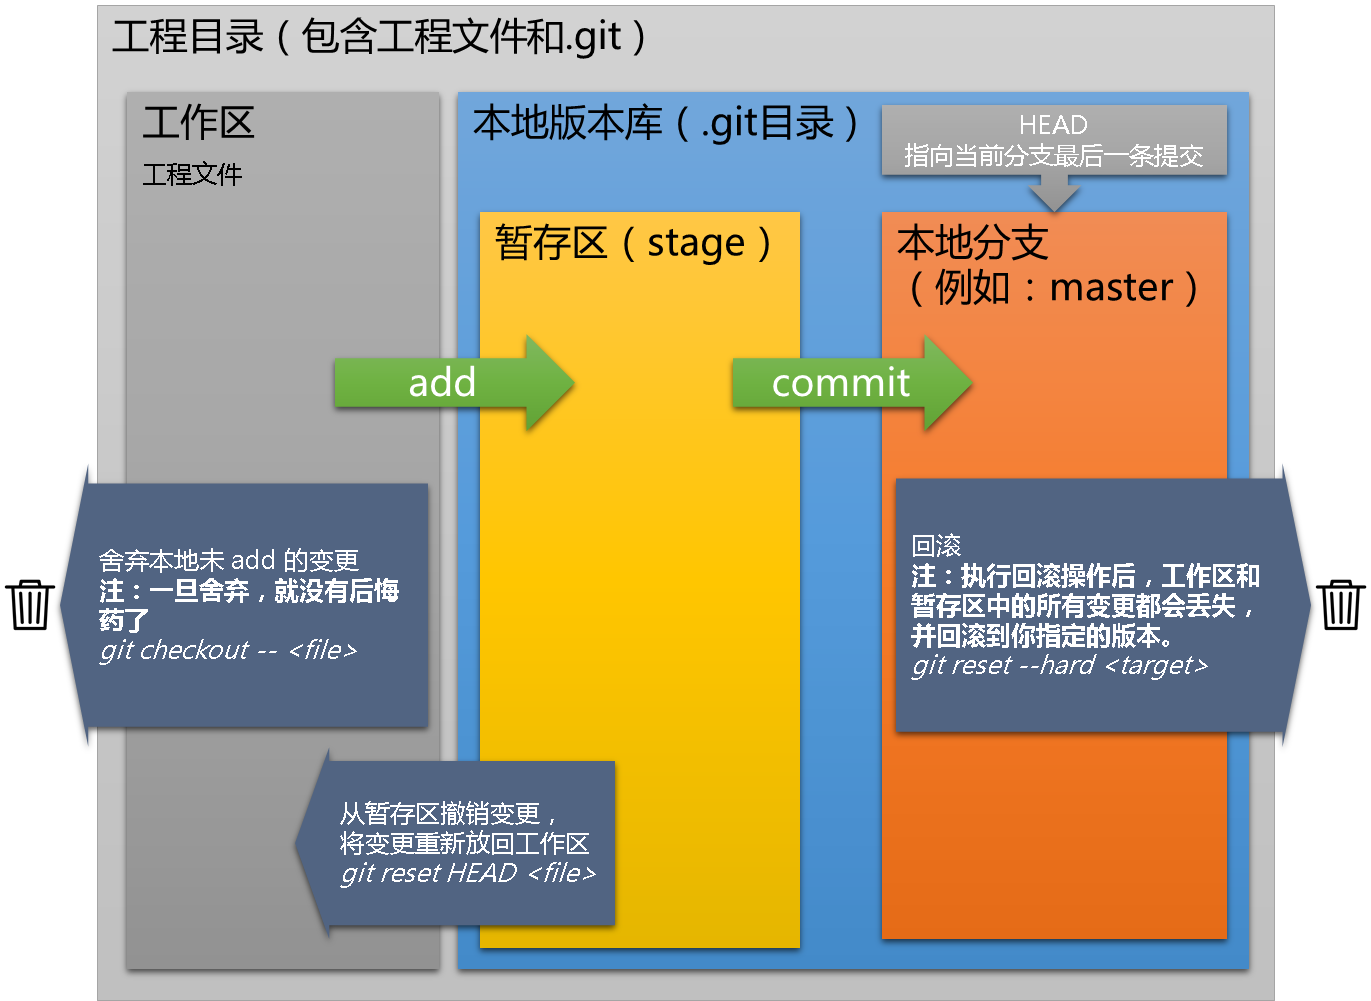 工程目录（包含工程文件和.git）
工作区
工程文件
本地版本库（.git目录）
HEAD
指向当前分支最后一条提交
暂存区（stage）
本地分支
（例如：master）
add
commit
舍弃本地未 add 的变更
注：一旦舍弃，就没有后悔
药了
git checkout -- <file>
回滚
注：执行回滚操作后，工作区和
暂存区中的所有变更都会丢失，
并回滚到你指定的版本。
git reset --hard <target>
从暂存区撤销变更，
将变更重新放回工作区
git reset HEAD <file>